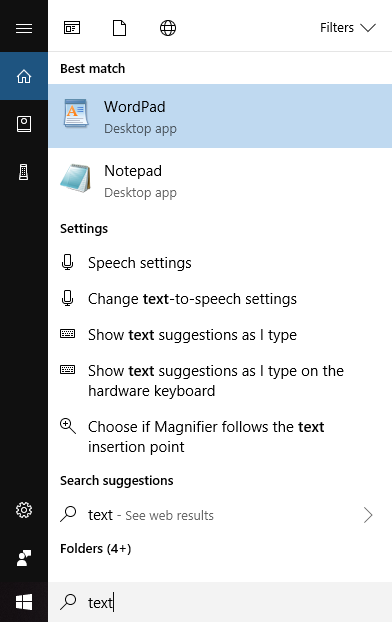 Filters
Best match
WordPad
Desktop app
Notepad
Desktop app
Settings
Speech settings
Change text-to-speech settings
Show text suggestions as I type
Show text suggestions as I type on the
hardware keyboard
Choose if Magnifier follows the text
insertion point
Search suggestions
text - See web results
Folders (4+)
text